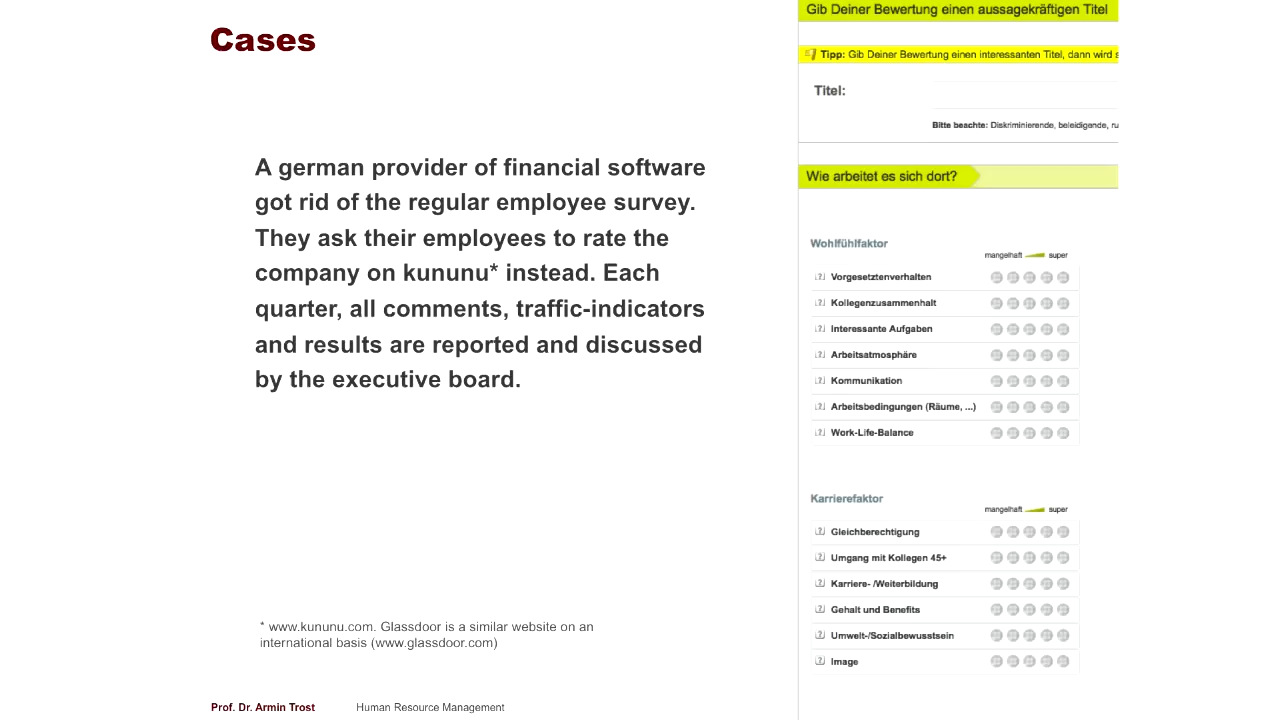 Cases
A german provider of financial software
got rid of the regular employee survey.
They ask their employees to rate the
company on kununu* instead. Each
quarter, all comments, traffic-indicators
and results are reported and discussed
by the executive board.
* www.kununu.com. Glassdoor is a similar website on an
international basis (www.glassdoor.com)
Prof. Dr. Armin Trost Human Resource Management
Gib Deiner Bewertung einen aussagekräftigen Titel
Tipp: Gib Deiner Bewertung einen interessanten Titel, dann wird
Titel:
Bitte beachte: Diskriminierende, beleidigende, ru
Wie arbeitet es sich dort?
Wohlfühlfaktor
mangelhaft super
Vorgesetztenverhalten
Kollegenzusammenhalt
Interessante Aufgaben
Arbeitsatmosphäre
Kommunikation
Arbeitsbedingungen (Räume, ...)
Work-Life-Balance
Karrierefaktor
mangelhaft super
Gleichberechtigung
Umgang mit Kollegen 45+
Karriere- /Weiterbildung
Gehalt und Benefits
Umwelt-/Sozialbewusstsein
Image